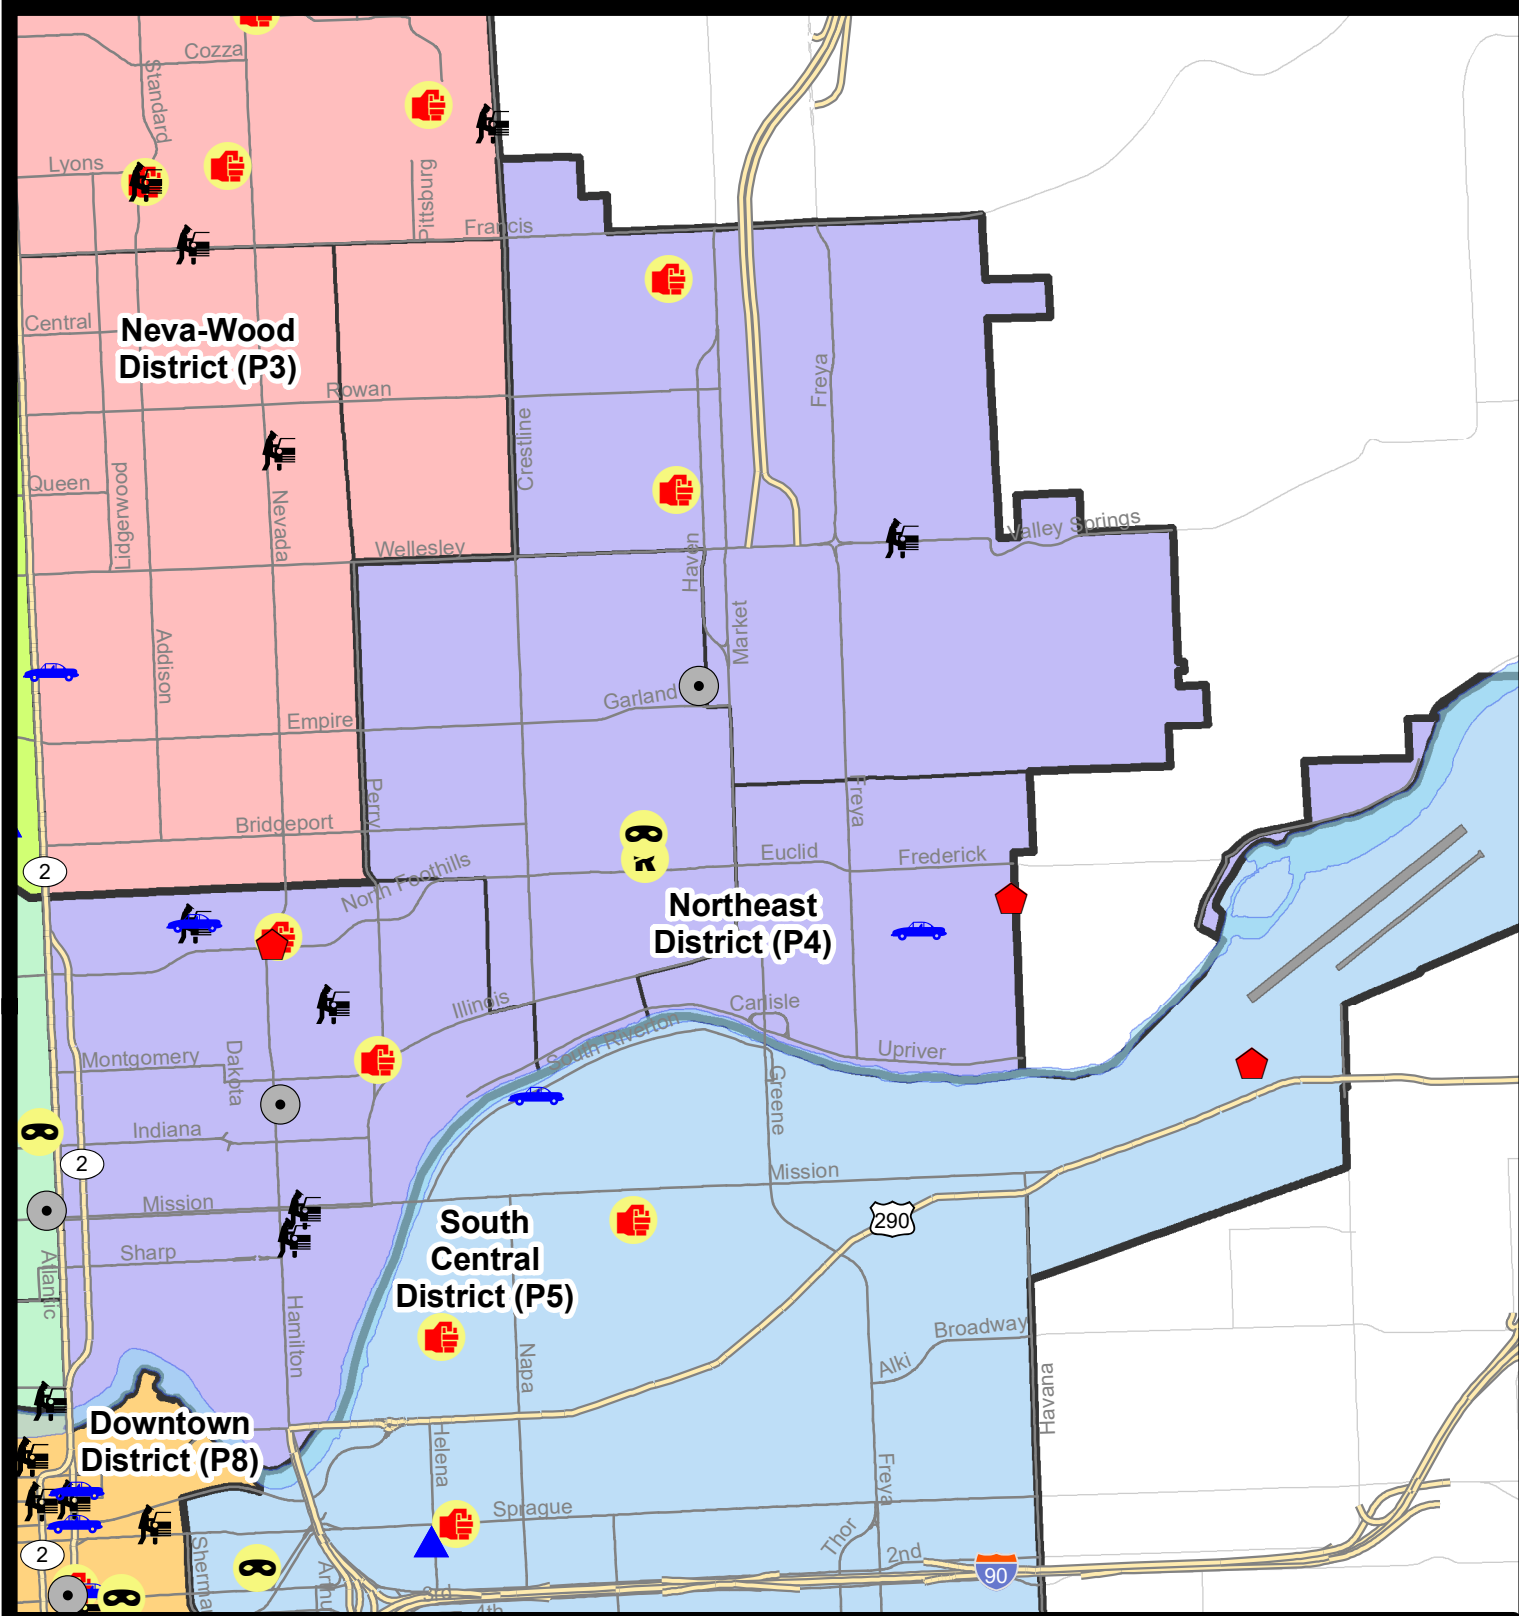 Cozza
Standard
Lyons
Pittsburg
Francis
Central
Neva-Wood
District (P3)
Rowan
Freya
Crestline
Queen
Lidgerwood
Nevada
Valley Springs
Wellesley
Haven
Market
Addison
Garland
Empire
Perry
Freya
Bridgeport
Euclid
Frederick
2
North Foothills
Northeast
District (P4)
Illinois
Carlisle
South Riverton
Upriver
Montgomery
Dakota
Greene
Indiana
2
Mission
Mission
South
Central
District (P5)
290
Sharp
Atlantic
Hamilton
Broadway
Alki
Napa
Havana
Downtown
District (P8)
Helena
Freya
Sprague
Thor
2nd
2
90
3rd
4th